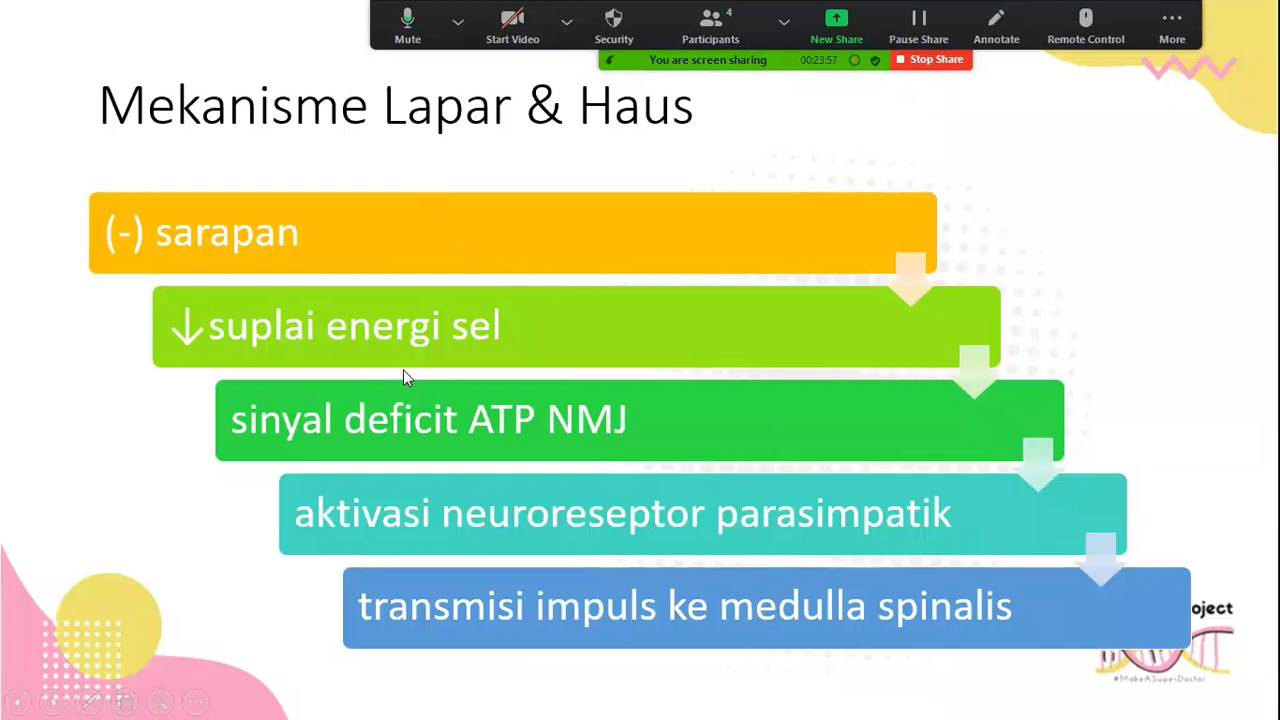 Mute
Start Video
Security
4
Participants
New Share
Pause Share
Annotate
Remote Control
More
You are screen sharing
00:23:57
Stop Share
Mekanisme Lapar & Haus
(-) sarapan
↓suplai energi sel
sinyal deficit ATP NMJ
aktivasi neuroreseptor parasimpatik
transmisi impuls ke medulla spinalis
oject
#MakeASuperDoctor